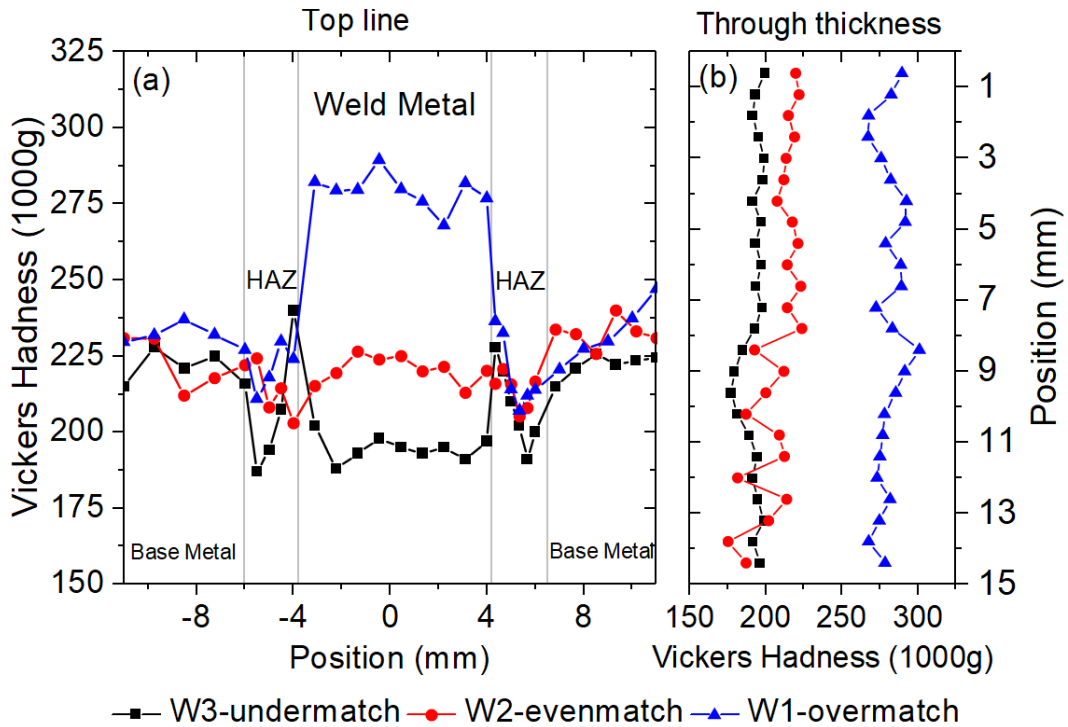 Top line
Through thickness
(a)
Weld Metal
HAZ
HAZ
Base Metal
Base Metal
325
300
275
250
225
200
175
150
Vickers Hadness (1000g)
-8
-4
0
4
8
Position (mm)
(b)
1
3
5
7
9
11
13
15
Position (mm)
150
200
250
300
Vickers Hadness (1000g)
W3-undermatch
W2-evenmatch
W1-overmatch